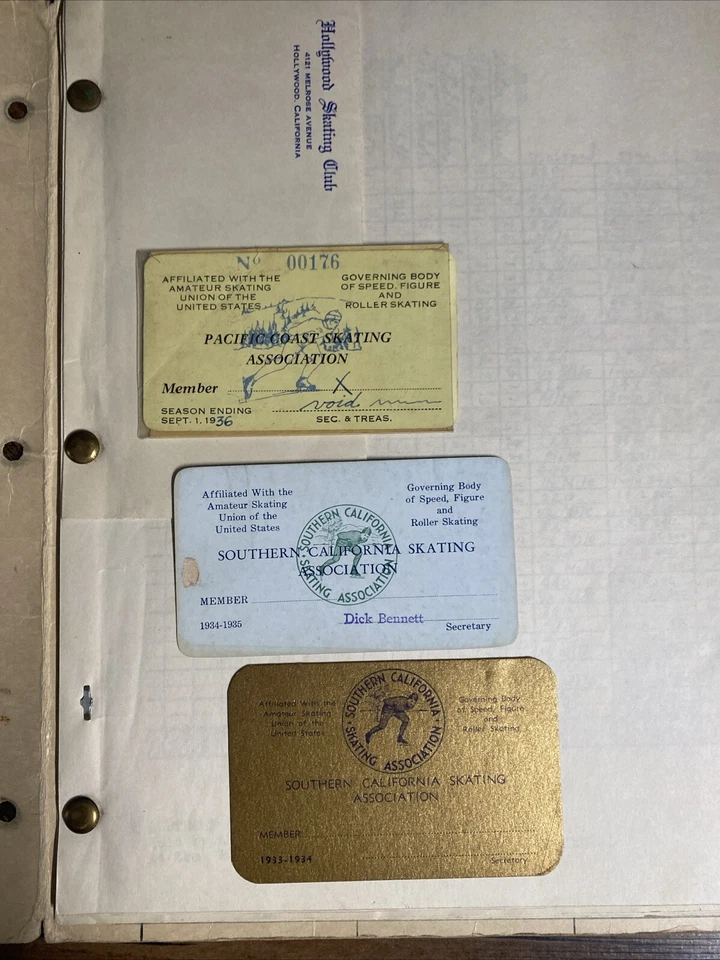 Hollywood Skating Club
4121 MELROSE AVENUE
HOLLYWOOD, CALIFORNIA
No 00176
AFFILIATED WITH THE
AMATEUR SKATING
UNION OF THE
UNITED STATES
GOVERNING BODY
OF SPEED, FIGURE
AND
ROLLER SKATING
PACIFIC COAST SKATING
ASSOCIATION
Member X
void
SEASON ENDING
SEPT. 1, 1936 SEC. & TREAS.
Affiliated With the
Amateur Skating
Union of the
United States
Governing Body
of Speed, Figure
and
Roller Skating
SOUTHERN CALIFORNIA
SKATING ASSOCIATION
SOUTHERN CALIFORNIA SKATING
ASSOCIATION
MEMBER
Dick Bennett
1934-1935 Secretary
Affiliated With the
Amateur Skating
Union of the
United States
SOUTHERN CALIFORNIA
SKATING ASSOCIATION
Governing Body
of Speed, Figure
and
Roller Skating
SOUTHERN CALIFORNIA SKATING
ASSOCIATION
MEMBER
1933-1934 Secretary